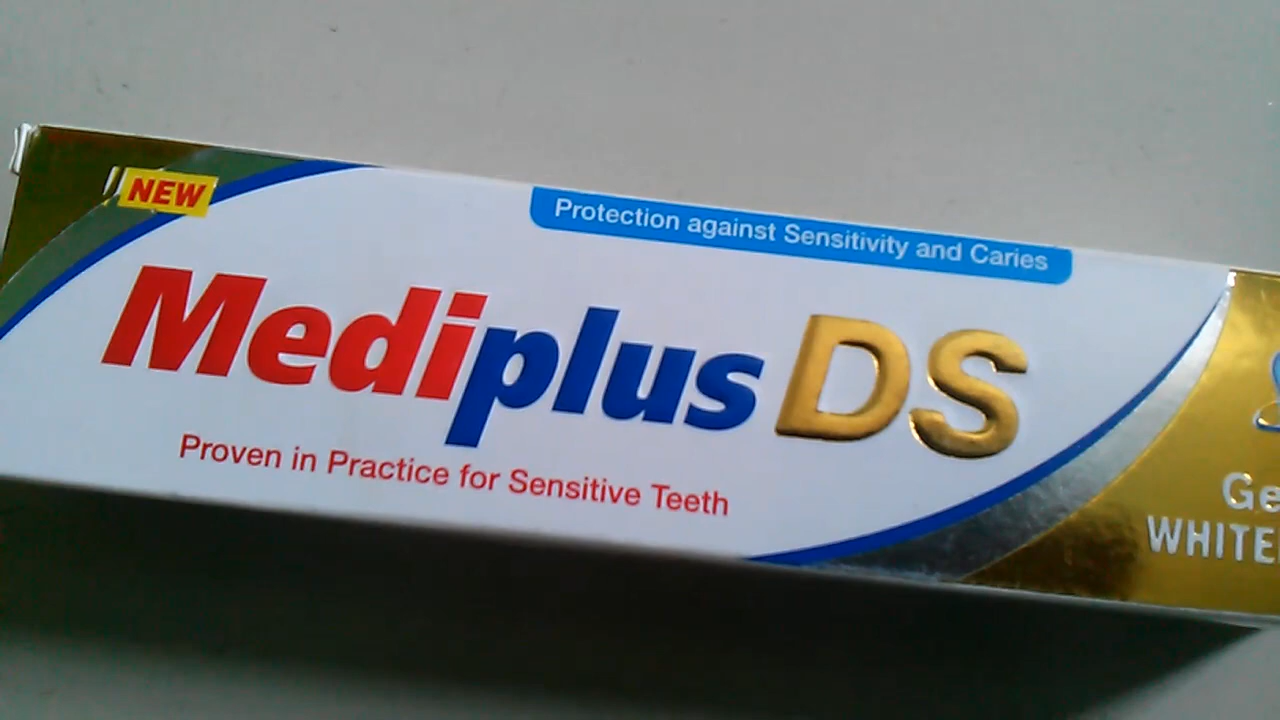 NEW
Protection against Sensitivity and Caries
Mediplus DS
Proven in Practice for Sensitive Teeth